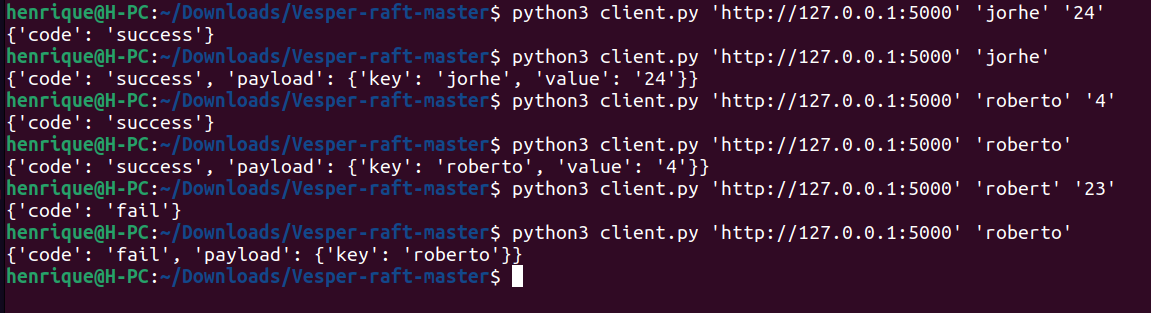 henrique@H-PC:~/Downloads/Vesper-raft-master$ python3 client.py 'http://127.0.0.1:5000' 'jorhe' '24'
{'code': 'success'}
henrique@H-PC:~/Downloads/Vesper-raft-master$ python3 client.py 'http://127.0.0.1:5000' 'jorhe'
{'code': 'success', 'payload': {'key': 'jorhe', 'value': '24'}}
henrique@H-PC:~/Downloads/Vesper-raft-master$ python3 client.py 'http://127.0.0.1:5000' 'roberto' '4'
{'code': 'success'}
henrique@H-PC:~/Downloads/Vesper-raft-master$ python3 client.py 'http://127.0.0.1:5000' 'roberto'
{'code': 'success', 'payload': {'key': 'roberto', 'value': '4'}}
henrique@H-PC:~/Downloads/Vesper-raft-master$ python3 client.py 'http://127.0.0.1:5000' 'robert' '23'
{'code': 'fail'}
henrique@H-PC:~/Downloads/Vesper-raft-master$ python3 client.py 'http://127.0.0.1:5000' 'roberto'
{'code': 'fail', 'payload': {'key': 'roberto'}}
henrique@H-PC:~/Downloads/Vesper-raft-master$